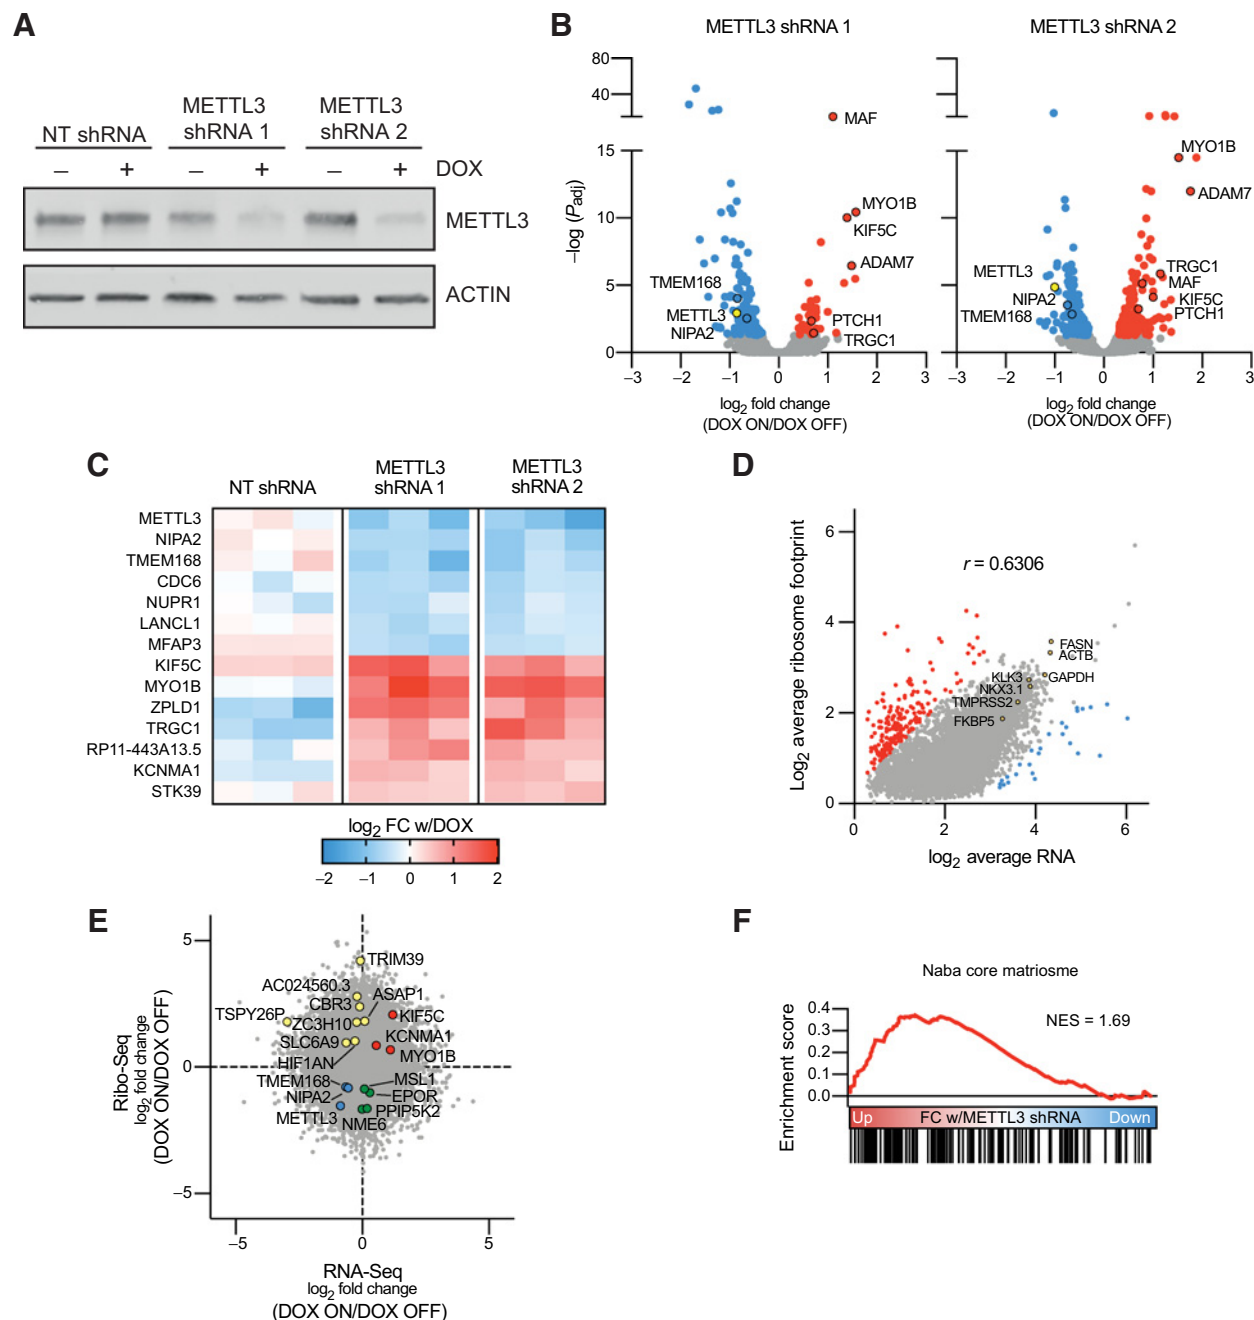 A
NT shRNA
METTL3
shRNA 1
METTL3
shRNA 2
– + – + – + DOX
METTL3
ACTIN
B
METTL3 shRNA 1
METTL3 shRNA 2
80
40
15
10
5
0
–log (Padj)
MAF
MYO1B
KIF5C
ADAM7
TMEM168
METTL3
NIPA2
PTCH1
TRGC1
–3 –2 –1 0 1 2 3
log2 fold change
(DOX ON/DOX OFF)
MYO1B
ADAM7
METTL3
TRGC1
MAF
NIPA2
KIF5C
TMEM168
PTCH1
–3 –2 –1 0 1 2 3
log2 fold change
(DOX ON/DOX OFF)
C
NT shRNA
METTL3
shRNA 1
METTL3
shRNA 2
METTL3
NIPA2
TMEM168
CDC6
NUPR1
LANCL1
MFAP3
KIF5C
MYO1B
ZPLD1
TRGC1
RP11-443A13.5
KCNMA1
STK39
log2 FC w/DOX
–2 –1 0 1 2
D
Log2 average ribosome footprint
6
4
2
0
r = 0.6306
FASN
ACTB
KLK3
GAPDH
NKX3.1
TMPRSS2
FKBP5
0 2 4 6
log2 average RNA
E
Ribo-Seq
log2 fold change
(DOX ON/DOX OFF)
5
0
–5
TRIM39
AC024560.3
CBR3
ASAP1
TSPY26P
ZC3H10
KIF5C
SLC6A9
KCNMA1
HIF1AN
MYO1B
TMEM168
MSL1
NIPA2
EPOR
METTL3
PPIP5K2
NME6
–5 0 5
RNA-Seq
log2 fold change
(DOX ON/DOX OFF)
F
Naba core matriosme
Enrichment score
0.4
0.3
0.2
0.1
0.0
NES = 1.69
Up FC w/METTL3 shRNA Down